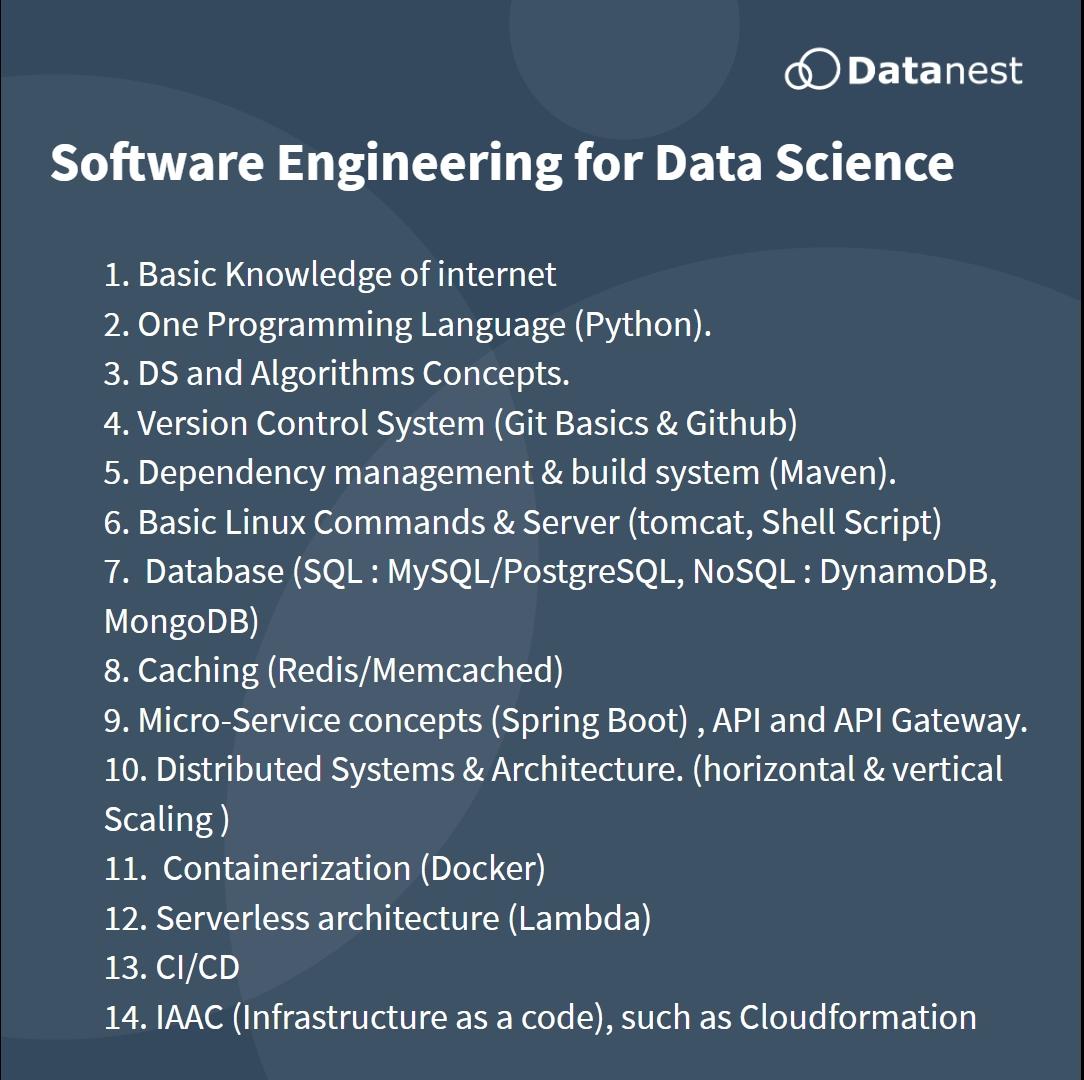 Datanest
Software Engineering for Data Science
1. Basic Knowledge of internet
2. One Programming Language (Python).
3. DS and Algorithms Concepts.
4. Version Control System (Git Basics & Github)
5. Dependency management & build system (Maven).
6. Basic Linux Commands & Server (tomcat, Shell Script)
7.  Database (SQL : MySQL/PostgreSQL, NoSQL : DynamoDB,
MongoDB)
8. Caching (Redis/Memcached)
9. Micro-Service concepts (Spring Boot) , API and API Gateway.
10. Distributed Systems & Architecture. (horizontal & vertical
Scaling )
11.  Containerization (Docker)
12. Serverless architecture (Lambda)
13. CI/CD
14. IAAC (Infrastructure as a code), such as Cloudformation